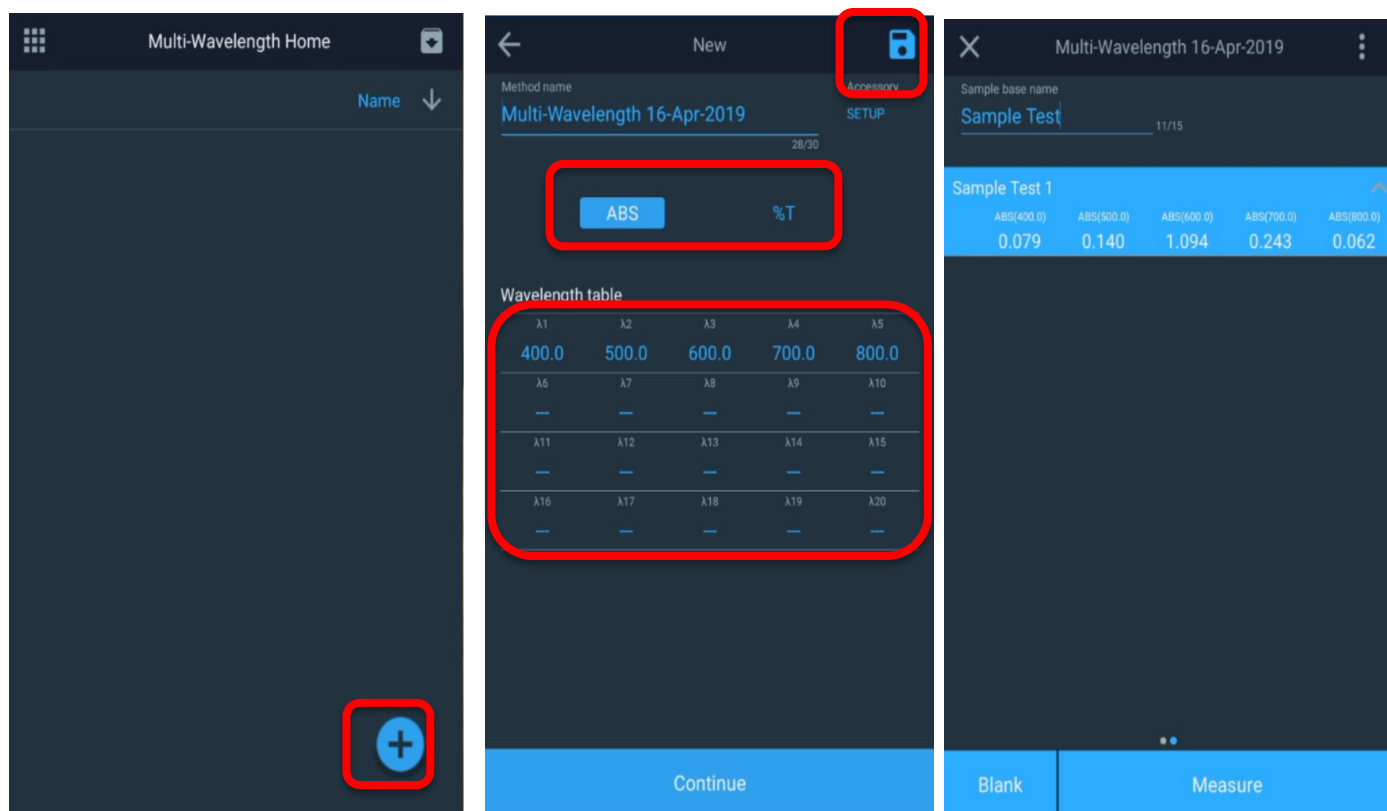 Multi-Wavelength Home
Name
New
Method name
Accessory
Multi-Wavelength 16-Apr-2019
SETUP
28/30
ABS %T
Wavelength table
λ1 λ2 λ3 λ4 λ5
400.0 500.0 600.0 700.0 800.0
λ6 λ7 λ8 λ9 λ10
--- --- --- --- ---
λ11 λ12 λ13 λ14 λ15
--- --- --- --- ---
λ16 λ17 λ18 λ19 λ20
--- --- --- --- ---
Continue
Multi-Wavelength 16-Apr-2019
Sample base name
Sample Test
11/15
Sample Test 1
ABS(400.0) ABS(500.0) ABS(600.0) ABS(700.0) ABS(800.0)
0.079 0.140 1.094 0.243 0.062
Blank Measure